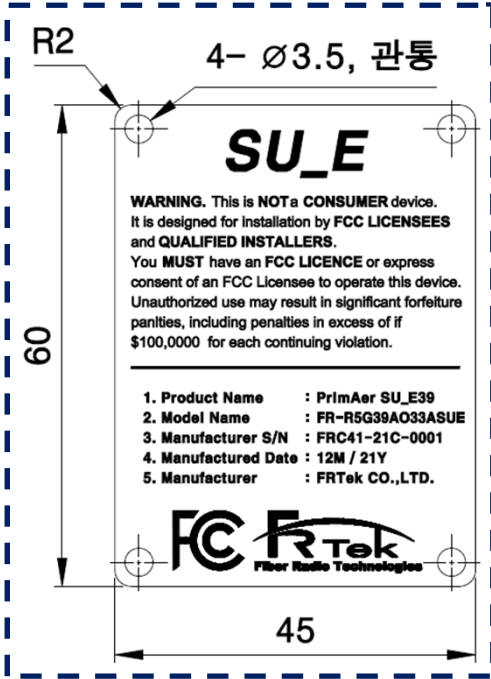 R2
4- ⌀3.5, 관통
SU_E
WARNING. This is NOT a CONSUMER device.
It is designed for installation by FCC LICENSEES
and QUALIFIED INSTALLERS.
You MUST have an FCC LICENCE or express
consent of an FCC Licensee to operate this device.
Unauthorized use may result in significant forfeiture
panlties, including penalties in excess of if
$100,0000 for each continuing violation.
60
1. Product Name : PrimAer SU_E39
2. Model Name : FR-R5G39AO33ASUE
3. Manufacturer S/N : FRC41-21C-0001
4. Manufactured Date : 12M / 21Y
5. Manufacturer : FRTek CO.,LTD.
FC FRTek
Fiber Radio Technologies
45